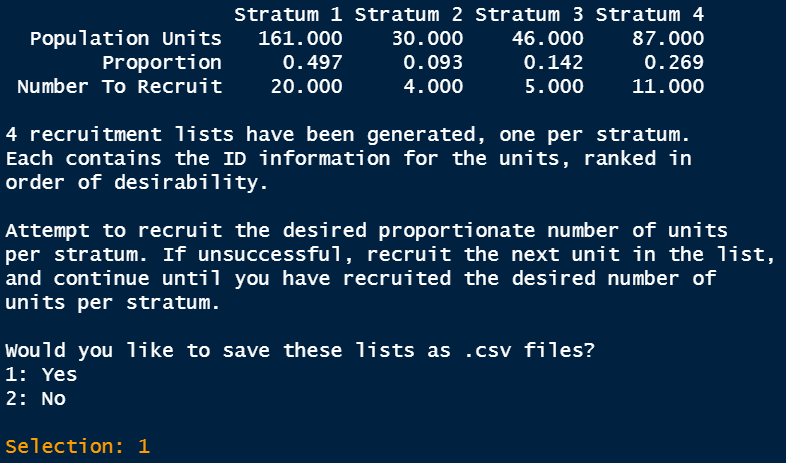 Stratum 1 Stratum 2 Stratum 3 Stratum 4
Population Units 161.000 30.000 46.000 87.000
Proportion 0.497 0.093 0.142 0.269
Number To Recruit 20.000 4.000 5.000 11.000
4 recruitment lists have been generated, one per stratum.
Each contains the ID information for the units, ranked in
order of desirability.
Attempt to recruit the desired proportionate number of units
per stratum. If unsuccessful, recruit the next unit in the list,
and continue until you have recruited the desired number of
units per stratum.
Would you like to save these lists as .csv files?
1: Yes
2: No
Selection: 1